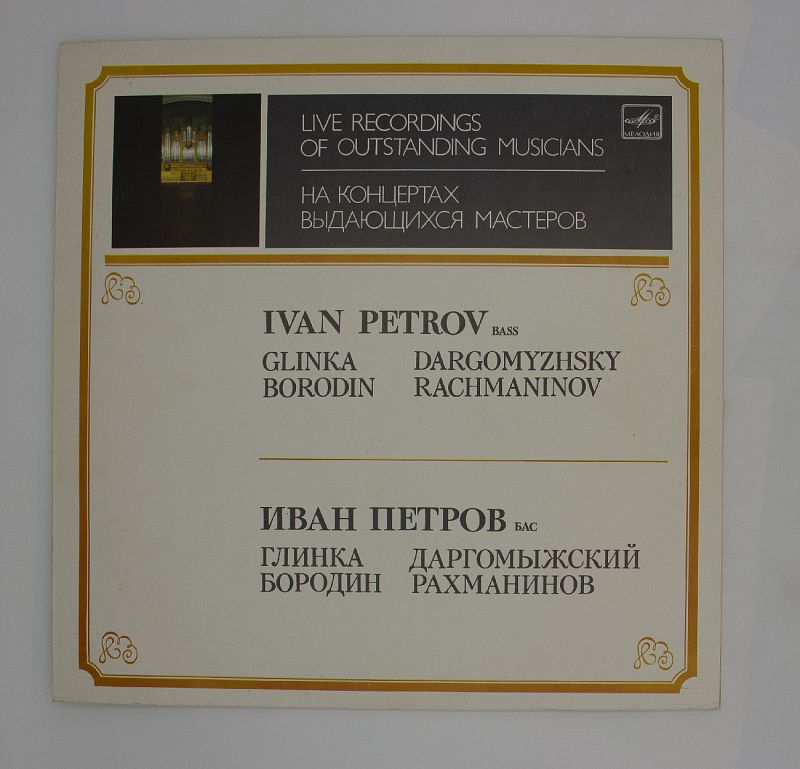 LIVE RECORDINGS
OF OUTSTANDING MUSICIANS
МЕЛОДИЯ
НА КОНЦЕРТАХ
ВЫДАЮЩИХСЯ МАСТЕРОВ
IVAN PETROV BASS
GLINKA DARGOMYZHSKY
BORODIN RACHMANINOV
ИВАН ПЕТРОВ БАС
ГЛИНКА ДАРГОМЫЖСКИЙ
БОРОДИН РАХМАНИНОВ